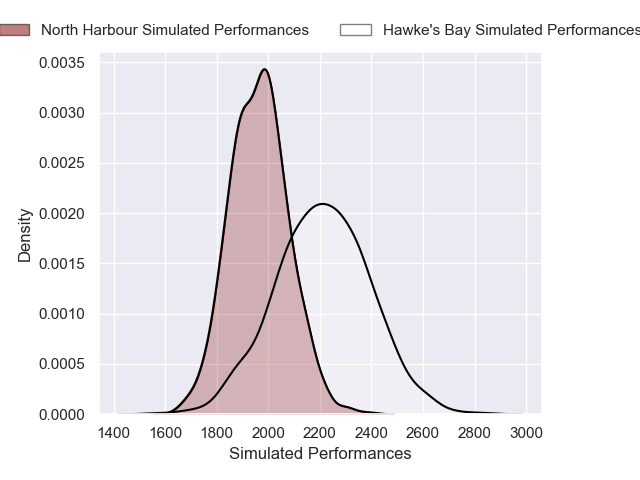 North Harbour Simulated Performances Hawke's Bay Simulated Performances
0.0035
0.0030
0.0025
0.0020
0.0015
0.0010
0.0005
0.0000
Density
1400 1600 1800 2000 2200 2400 2600 2800 3000
Simulated Performances